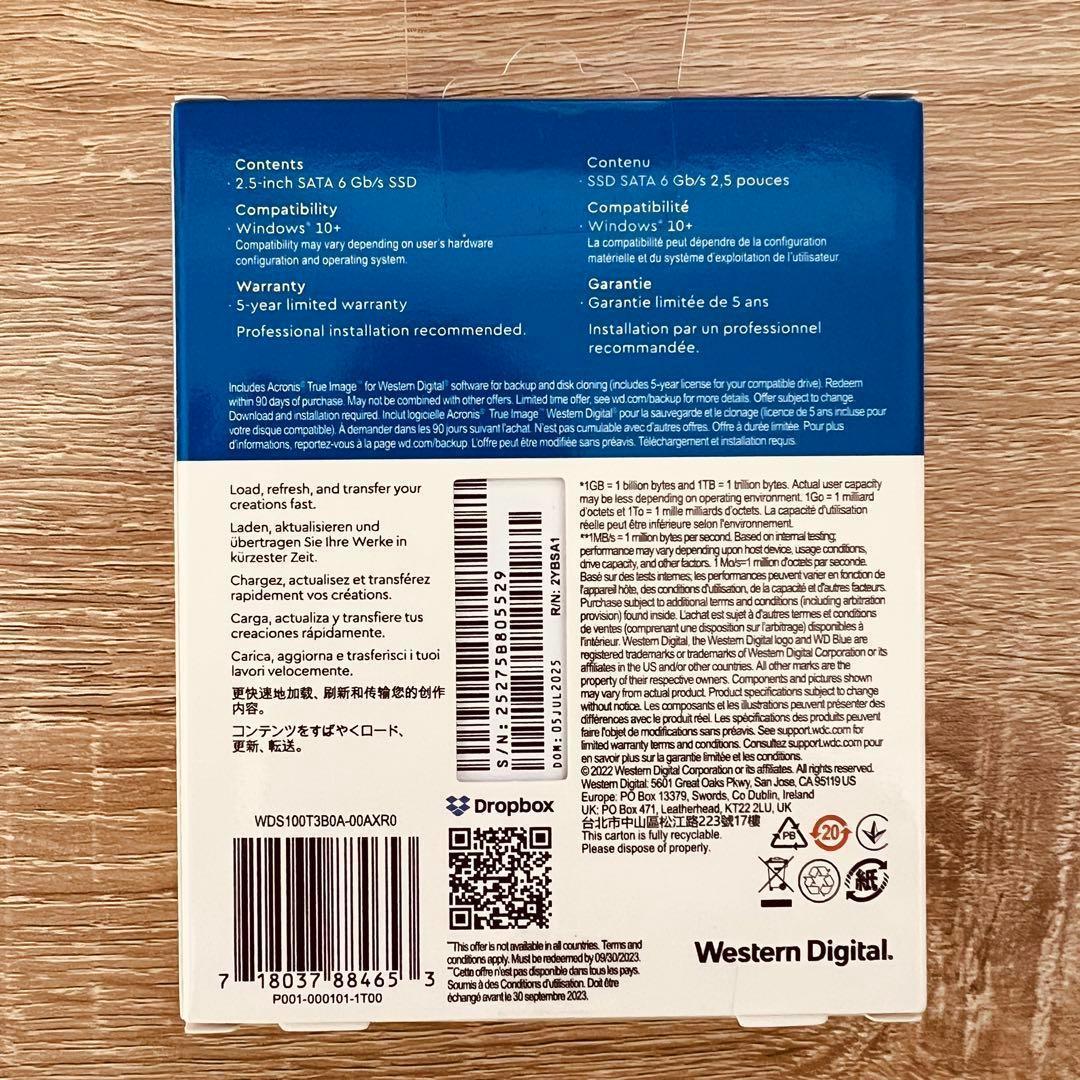 Contents
· 2.5-inch SATA 6 Gb/s SSD
Compatibility
· Windows® 10+
Compatibility may vary depending on user's hardware
configuration and operating system.
Warranty
· 5-year limited warranty
Professional installation recommended.
Contenu
· SSD SATA 6 Gb/s 2,5 pouces
Compatibilité
· Windows® 10+
La compatibilité peut dépendre de la configuration
matérielle et du système d'exploitation de l'utilisateur.
Garantie
· Garantie limitée de 5 ans
Installation par un professionnel
recommandée.
Includes Acronis® True Image™ for Western Digital® software for backup and disk cloning (includes 5-year license for your compatible drive). Redeem
within 90 days of purchase. May not be combined with other offers. Limited time offer, see wd.com/backup for more details. Offer subject to change.
Download and installation required. Inclut logicielle Acronis® True Image™ Western Digital® pour la sauvegarde et le clonage (licence de 5 ans incluse pour
votre disque compatible). À demander dans les 90 jours suivant l'achat. N'est pas cumulable avec d'autres offres. Offre à durée limitée. Pour plus
d'informations, reportez-vous à la page wd.com/backup. L'offre peut être modifiée sans préavis. Téléchargement et installation requis.
Load, refresh, and transfer your
creations fast.
Laden, aktualisieren und
übertragen Sie Ihre Werke in
kürzester Zeit.
Chargez, actualisez et transférez
rapidement vos créations.
Carga, actualiza y transfiere tus
creaciones rápidamente.
Carica, aggiorna e trasferisci i tuoi
lavori velocemente.
更快速地加载、刷新和传输您的创作
内容。
コンテンツをすばやくロード、
更新、転送。
S/N: 25275B805529
R/N: 2YBSA1
DOM: 05JUL2025
*1GB = 1 billion bytes and 1TB = 1 trillion bytes. Actual user capacity
may be less depending on operating environment. 1Go = 1 milliard
d'octets et 1To = 1 mille milliards d'octets. La capacité d'utilisation
réelle peut être inférieure selon l'environnement.
**1MB/s = 1 million bytes per second. Based on internal testing;
performance may vary depending upon host device, usage conditions,
drive capacity, and other factors. 1 Mo/s=1 million d'octets par seconde.
Basé sur des tests internes; les performances peuvent varier en fonction de
l'appareil hôte, des conditions d'utilisation, de la capacité et d'autres facteurs.
Purchase subject to additional terms and conditions (including arbitration
provision) found inside. L'achat est sujet à d'autres termes et conditions
de ventes (comprenant une disposition sur l'arbitrage) disponibles à
l'intérieur. Western Digital, the Western Digital logo and WD Blue are
registered trademarks or trademarks of Western Digital Corporation or its
affiliates in the US and/or other countries. All other marks are the
property of their respective owners. Components and pictures shown
may vary from actual product. Product specifications subject to change
without notice. Les composants et les illustrations peuvent présenter des
différences avec le produit réel. Les spécifications des produits peuvent
faire l'objet de modifications sans préavis. See support.wdc.com for
limited warranty terms and conditions. Consultez support.wdc.com pour
en savoir plus sur la garantie limitée et les conditions.
© 2022 Western Digital Corporation or its affiliates. All rights reserved.
Western Digital: 5601 Great Oaks Pkwy, San Jose, CA 95119 US
Europe: PO Box 13379, Swords, Co Dublin, Ireland
UK: PO Box 471, Leatherhead, KT22 2LU, UK
台北市中山區松江路223號17樓
This carton is fully recyclable.
Please dispose of properly.
PB
20
紙
Dropbox
WDS100T3B0A-00AXR0
7 18037 88465 3
P001-000101-1T00
™This offer is not available in all countries. Terms and
conditions apply. Must be redeemed by 09/30/2023.
™Cette offre n'est pas disponible dans tous les pays.
Soumis à des Conditions d'utilisation. Doit être
échangé avant le 30 septembre 2023.
Western Digital.